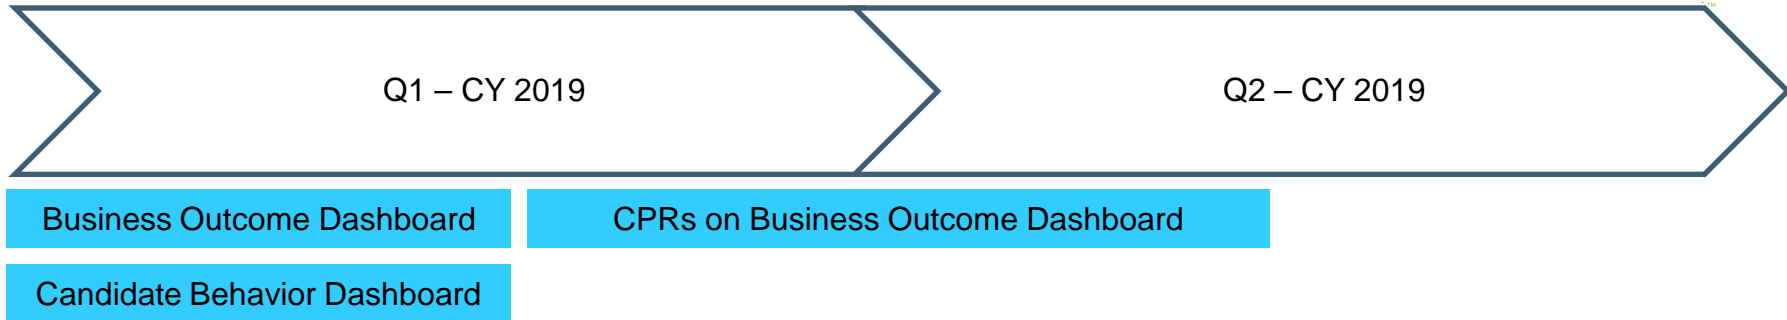 Q1 – CY 2019
Q2 – CY 2019
Business Outcome Dashboard
CPRs on Business Outcome Dashboard
Candidate Behavior Dashboard